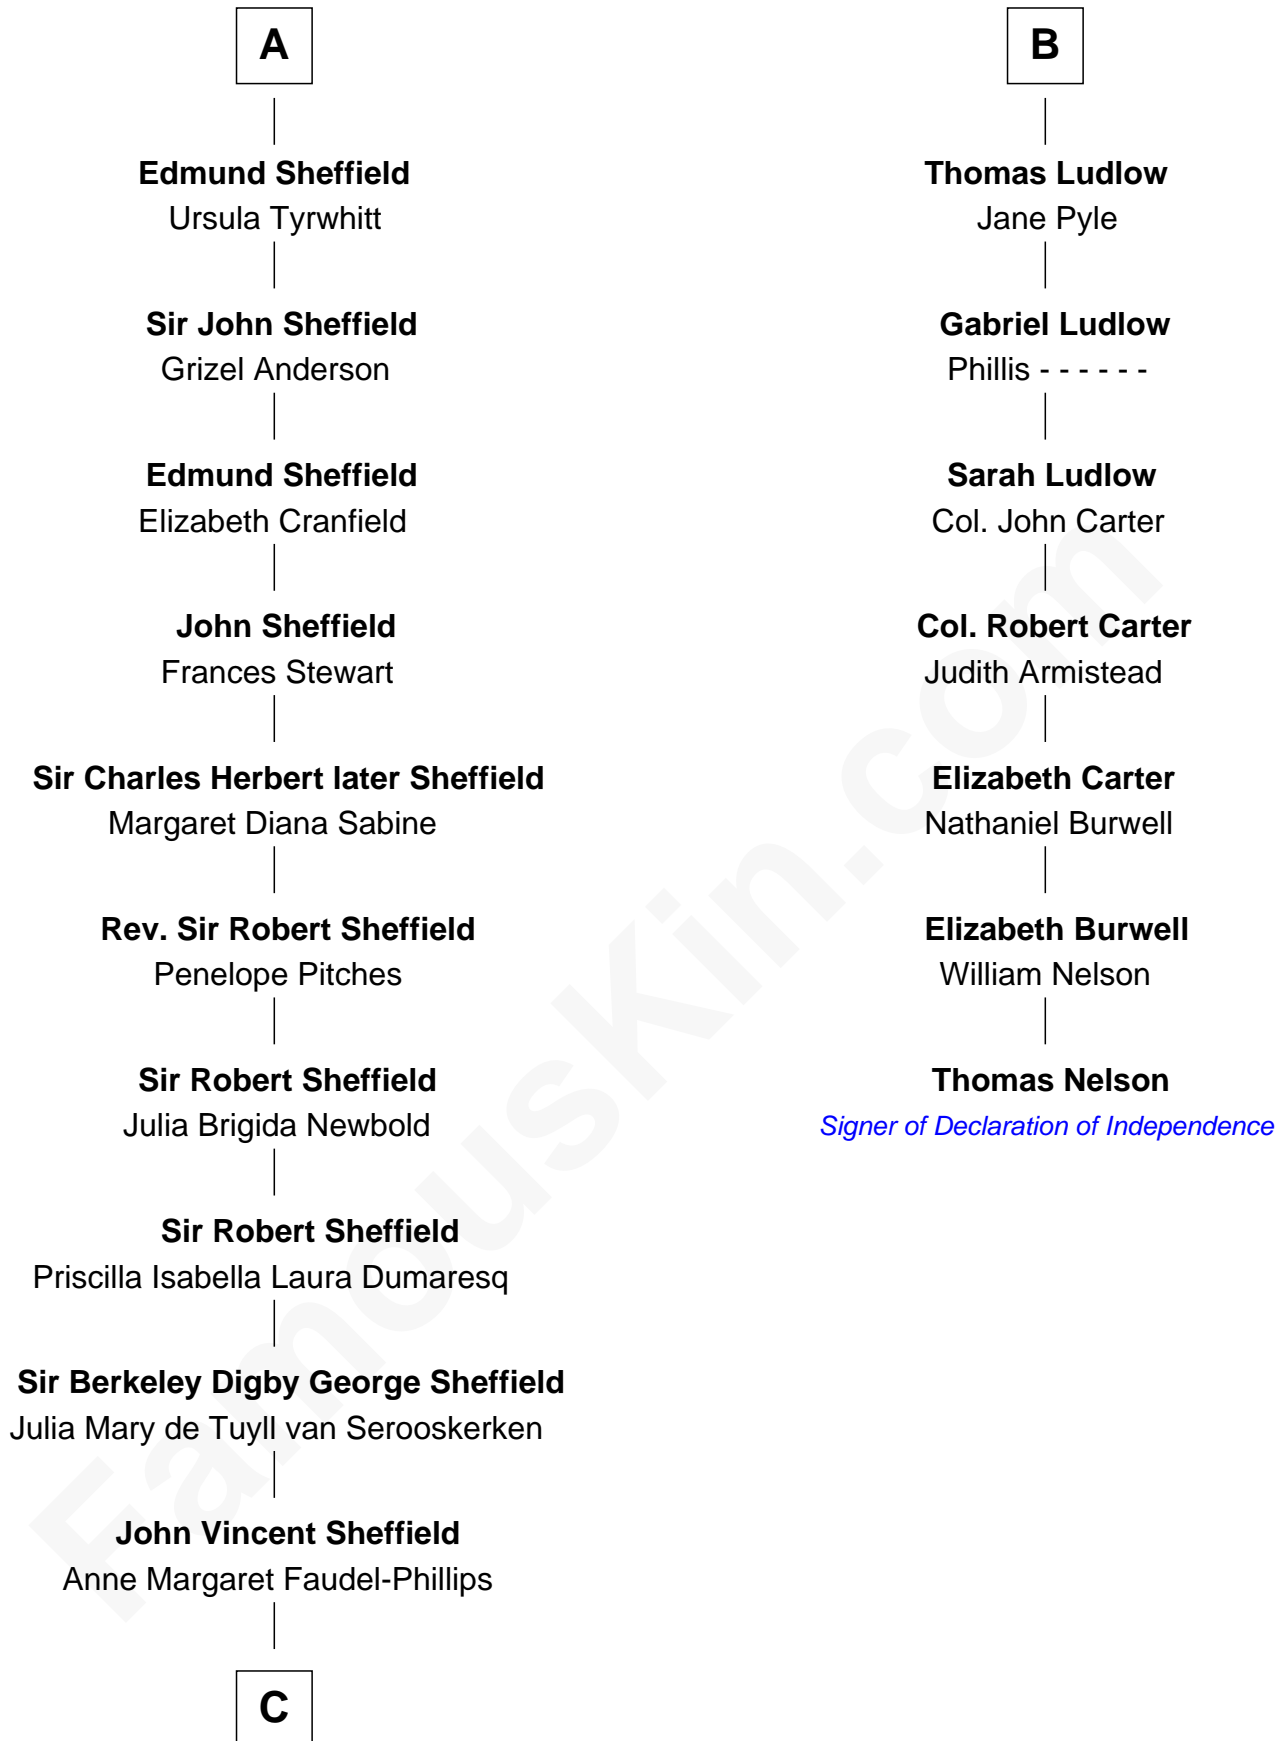 A
Edmund Sheffield
Ursula Tyrwhitt
Sir John Sheffield
Grizel Anderson
Edmund Sheffield
Elizabeth Cranfield
John Sheffield
Frances Stewart
Sir Charles Herbert later Sheffield
Margaret Diana Sabine
Rev. Sir Robert Sheffield
Penelope Pitches
Sir Robert Sheffield
Julia Brigida Newbold
Sir Robert Sheffield
Priscilla Isabella Laura Dumaresq
Sir Berkeley Digby George Sheffield
Julia Mary de Tuyll van Serooskerken
John Vincent Sheffield
Anne Margaret Faudel-Phillips
C
B
Thomas Ludlow
Jane Pyle
Gabriel Ludlow
Phillis - - - - - -
Sarah Ludlow
Col. John Carter
Col. Robert Carter
Judith Armistead
Elizabeth Carter
Nathaniel Burwell
Elizabeth Burwell
William Nelson
Thomas Nelson
Signer of Declaration of Independence
FamousKin.com